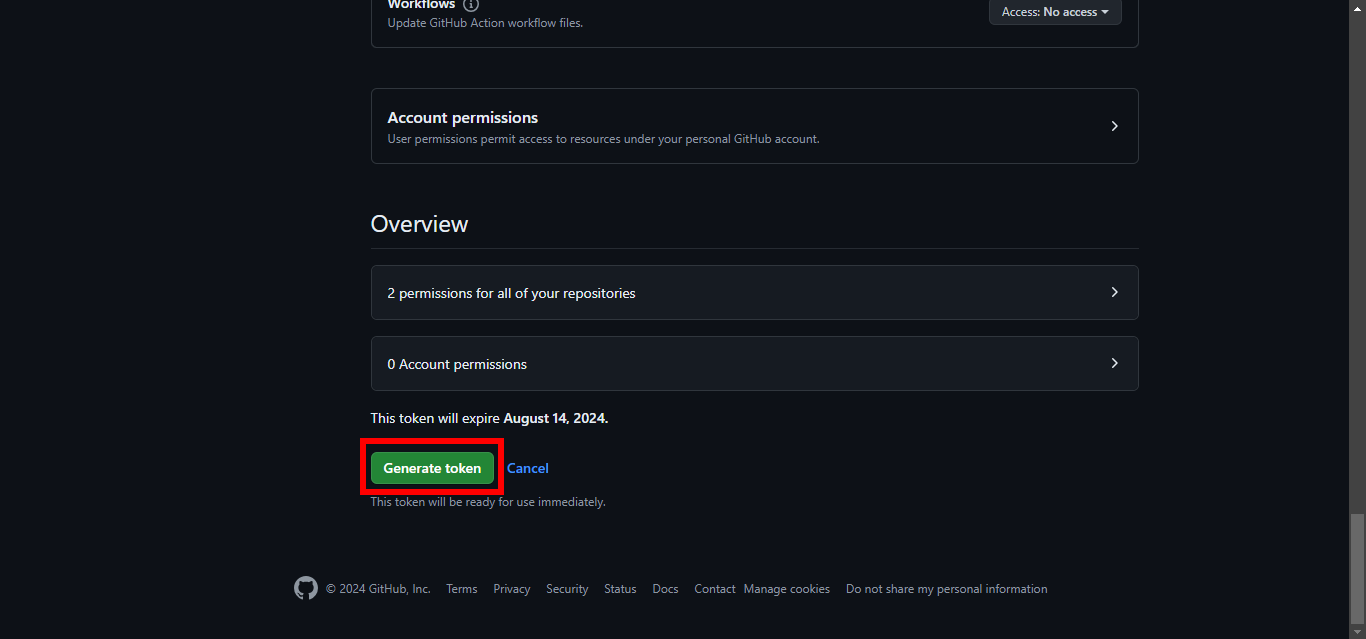 Workflows
Update GitHub Action workflow files.
Access: No access
Account permissions
User permissions permit access to resources under your personal GitHub account.
Overview
2 permissions for all of your repositories
0 Account permissions
This token will expire August 14, 2024.
Generate token Cancel
This token will be ready for use immediately.
© 2024 GitHub, Inc. Terms Privacy Security Status Docs Contact Manage cookies Do not share my personal information